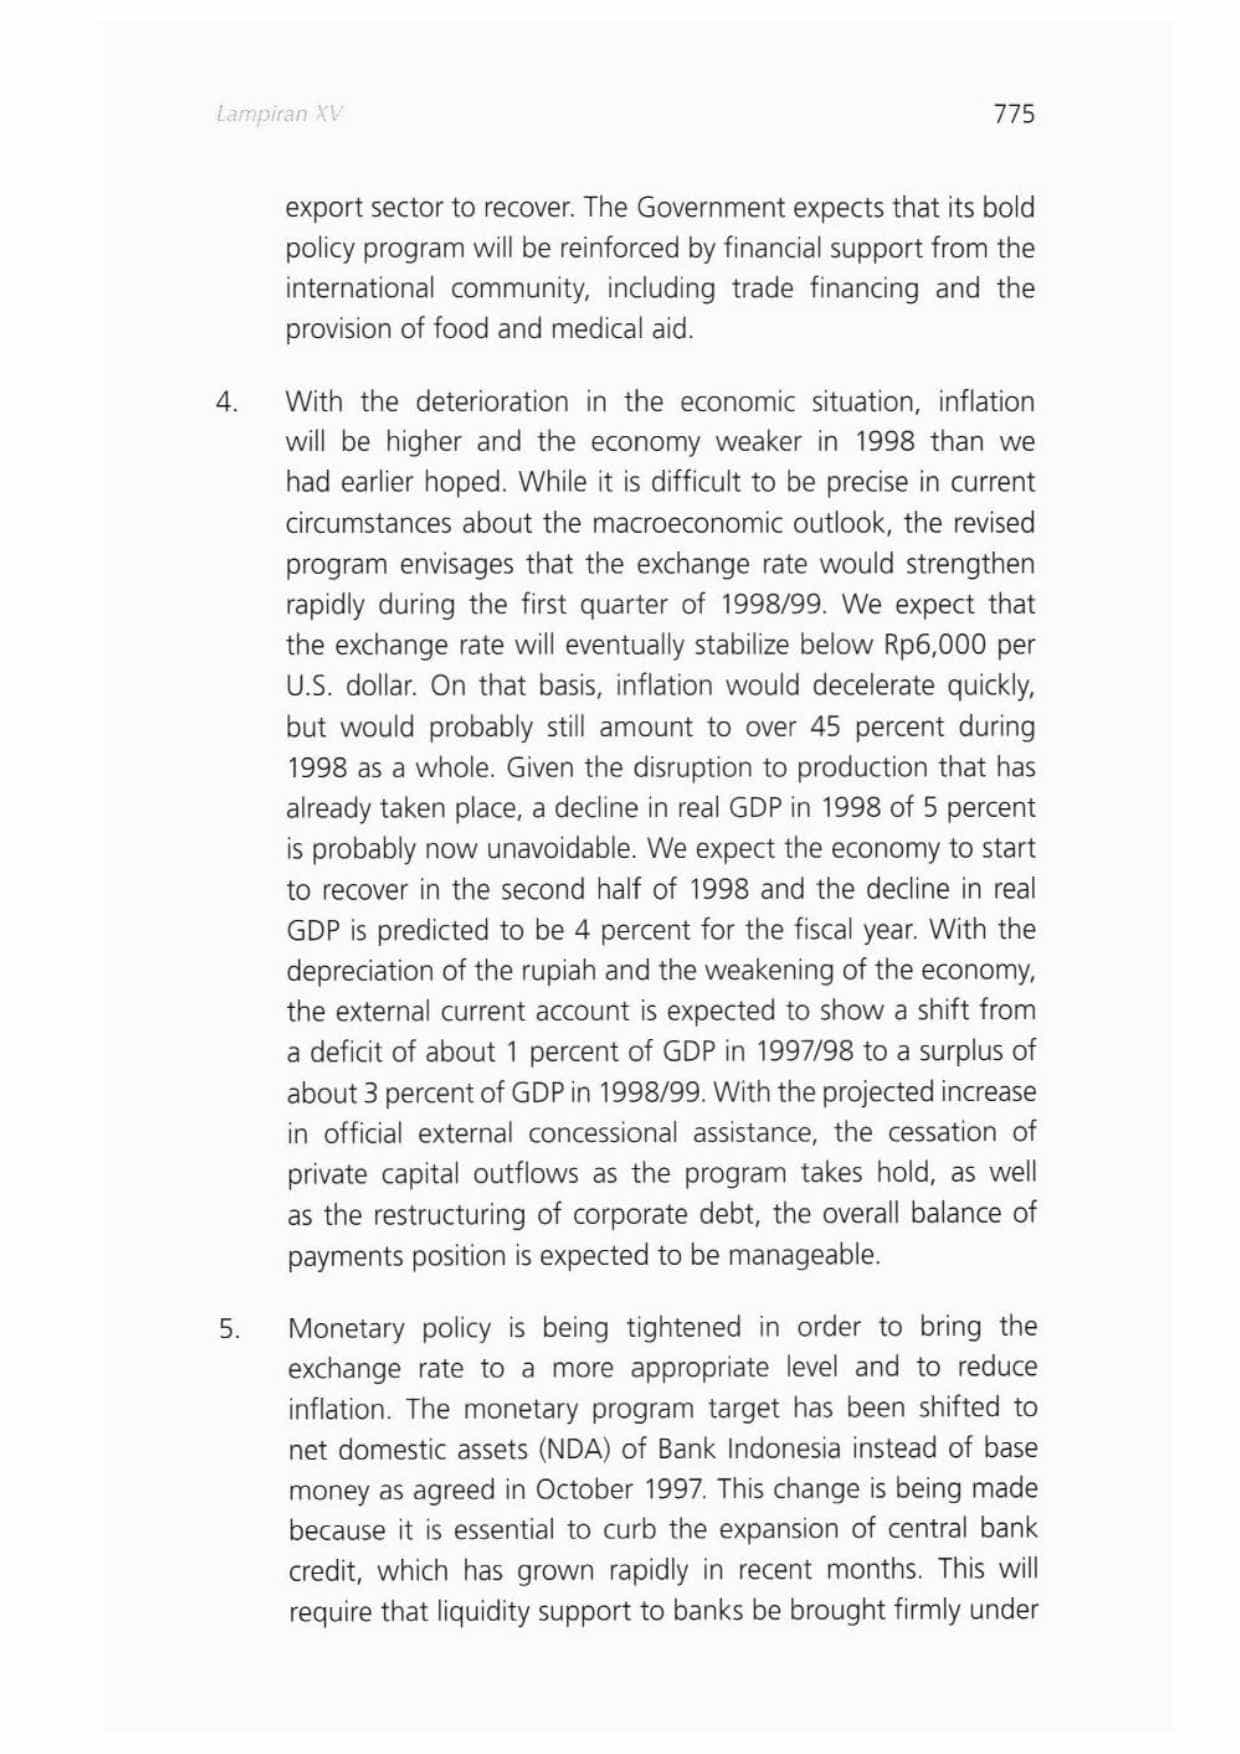 Lampiran XV 775
export sector to recover. The Government expects that its bold
policy program will be reinforced by financial support from the
international community, including trade financing and the
provision of food and medical aid.
4. With the deterioration in the economic situation, inflation
will be higher and the economy weaker in 1998 than we
had earlier hoped. While it is difficult to be precise in current
circumstances about the macroeconomic outlook, the revised
program envisages that the exchange rate would strengthen
rapidly during the first quarter of 1998/99. We expect that
the exchange rate will eventually stabilize below Rp6,000 per
U.S. dollar. On that basis, inflation would decelerate quickly,
but would probably still amount to over 45 percent during
1998 as a whole. Given the disruption to production that has
already taken place, a decline in real GDP in 1998 of 5 percent
is probably now unavoidable. We expect the economy to start
to recover in the second half of 1998 and the decline in real
GDP is predicted to be 4 percent for the fiscal year. With the
depreciation of the rupiah and the weakening of the economy,
the external current account is expected to show a shift from
a deficit of about 1 percent of GDP in 1997/98 to a surplus of
about 3 percent of GDP in 1998/99. With the projected increase
in official external concessional assistance, the cessation of
private capital outflows as the program takes hold, as well
as the restructuring of corporate debt, the overall balance of
payments position is expected to be manageable.
5. Monetary policy is being tightened in order to bring the
exchange rate to a more appropriate level and to reduce
inflation. The monetary program target has been shifted to
net domestic assets (NDA) of Bank Indonesia instead of base
money as agreed in October 1997. This change is being made
because it is essential to curb the expansion of central bank
credit, which has grown rapidly in recent months. This will
require that liquidity support to banks be brought firmly under